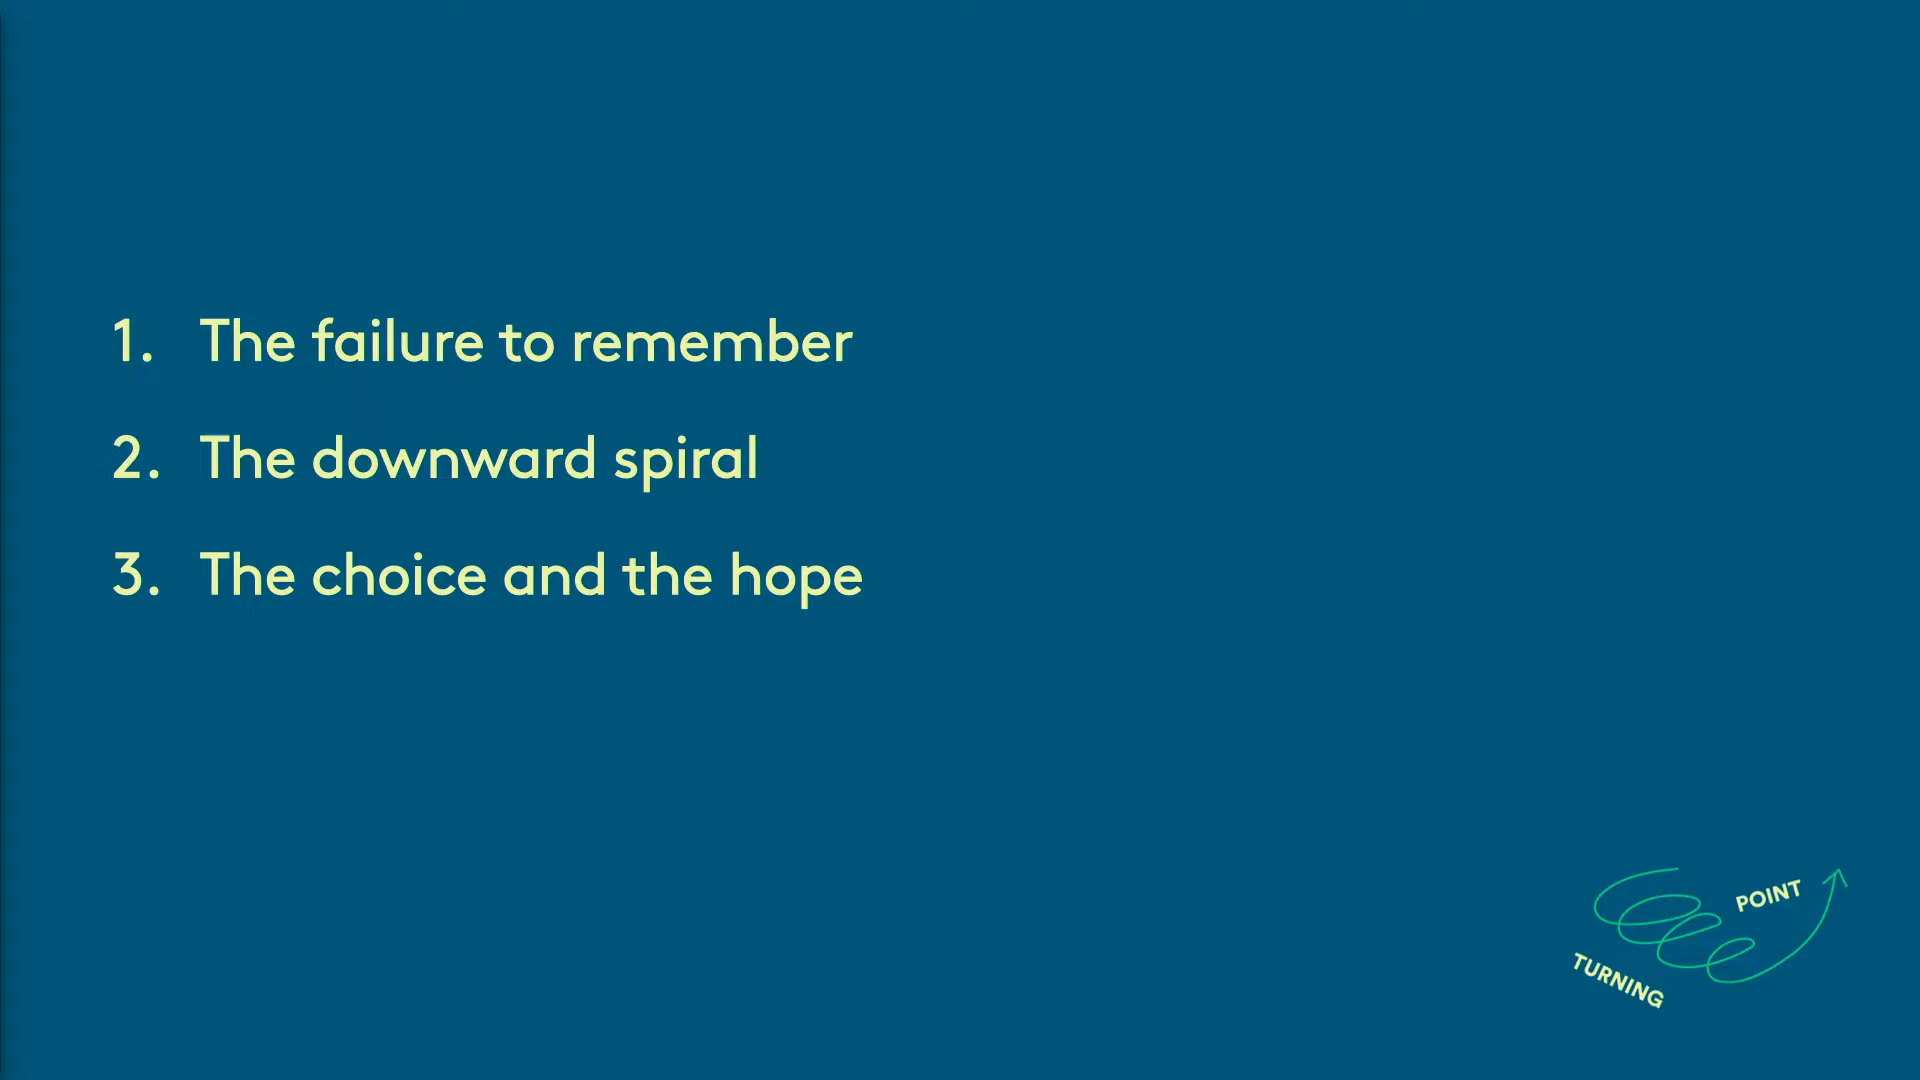 1. The failure to remember
2. The downward spiral
3. The choice and the hope
TURNING
POINT